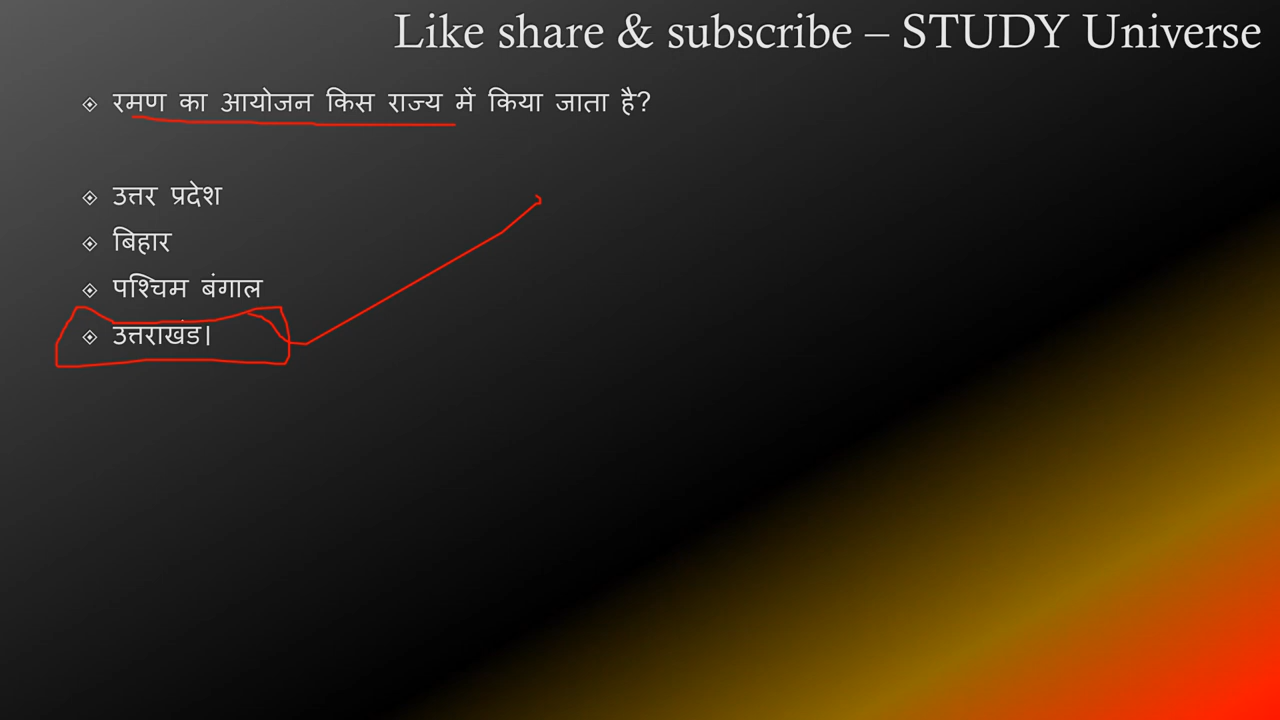 Like share & subscribe – STUDY Universe
रमण का आयोजन किस राज्य में किया जाता है?
उत्तर प्रदेश
बिहार
पश्चिम बंगाल
उत्तराखंड।